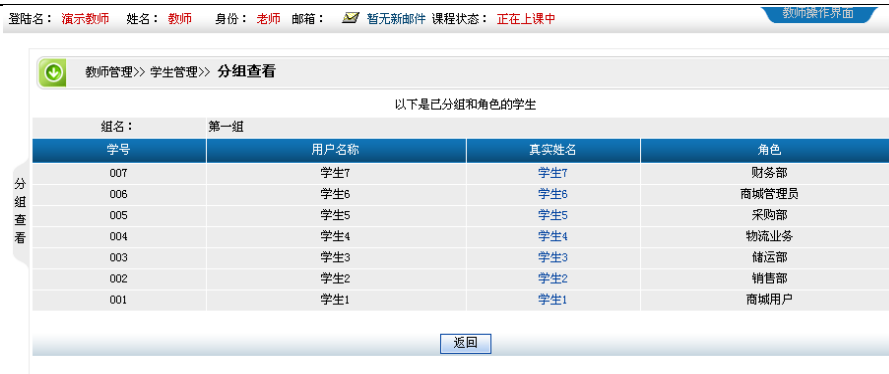 登陆名： 演示教师 姓名： 教师 身份： 老师 邮箱： 暂无新邮件 课程状态： 正在上课中 教师操作界面
教师管理>> 学生管理>> 分组查看
以下是已分组和角色的学生
组名： 第一组
学号 用户名称 真实姓名 角色
007 学生7 学生7 财务部
006 学生6 学生6 商城管理员
005 学生5 学生5 采购部
004 学生4 学生4 物流业务
003 学生3 学生3 储运部
002 学生2 学生2 销售部
001 学生1 学生1 商城用户
分组查看
返回